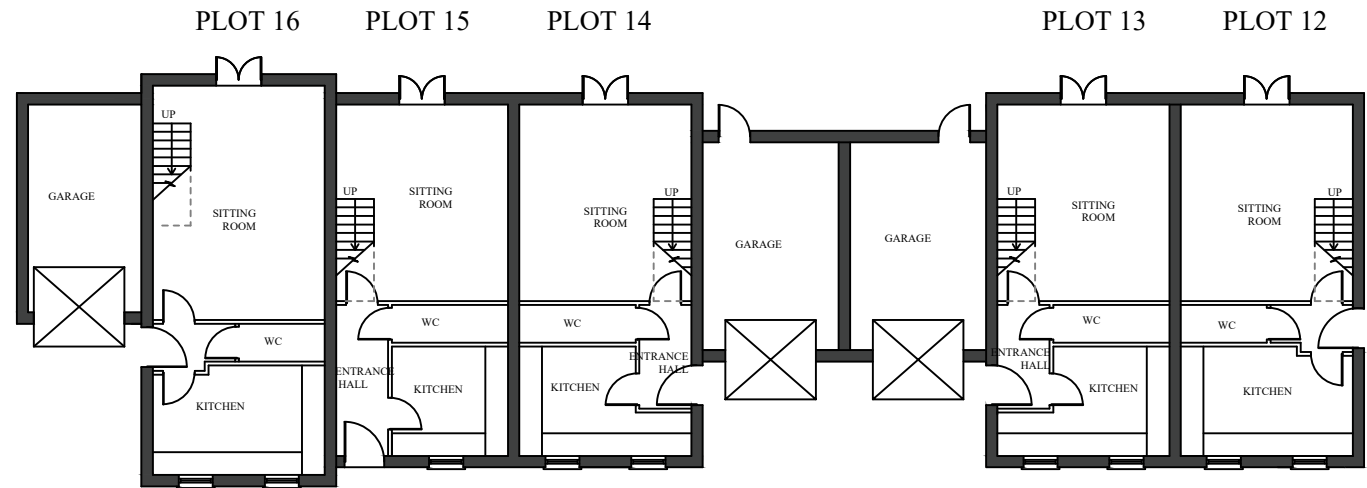 PLOT 16
PLOT 15
PLOT 14
PLOT 13
PLOT 12
UP
GARAGE
SITTING
ROOM
WC
KITCHEN
UP
SITTING
ROOM
WC
ENTRANCE
HALL
KITCHEN
UP
SITTING
ROOM
WC
ENTRANCE
HALL
KITCHEN
GARAGE
GARAGE
UP
SITTING
ROOM
WC
ENTRANCE
HALL
KITCHEN
UP
SITTING
ROOM
WC
KITCHEN